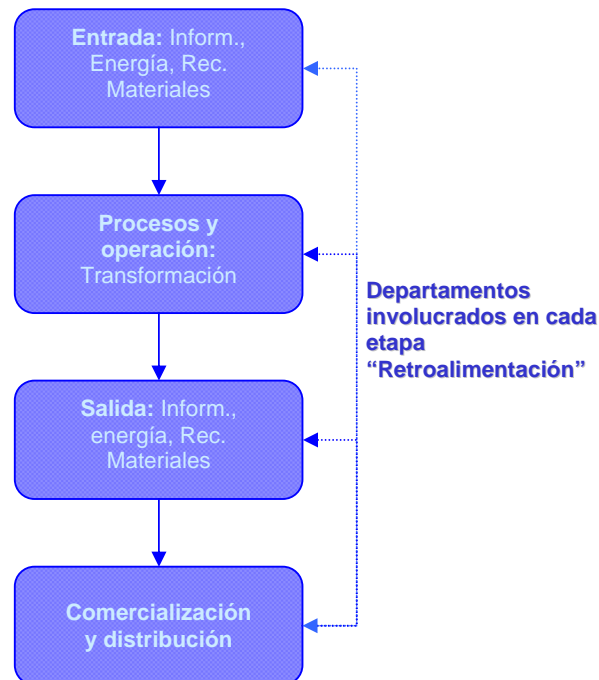 Entrada: Inform.,
Energía, Rec.
Materiales
Procesos y
operación:
Transformación
Departamentos
involucrados en cada
etapa
“Retroalimentación”
Salida: Inform.,
energía, Rec.
Materiales
Comercialización
y distribución